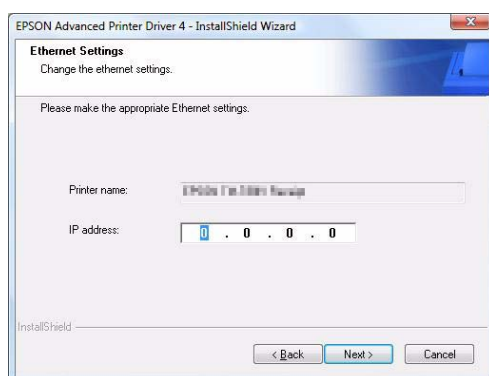 EPSON Advanced Printer Driver 4 - InstallShield Wizard
Ethernet Settings
Change the ethernet settings.
Please make the appropriate Ethernet settings.
Printer name:
IP address: 0 . 0 . 0 . 0
InstallShield
< Back Next > Cancel